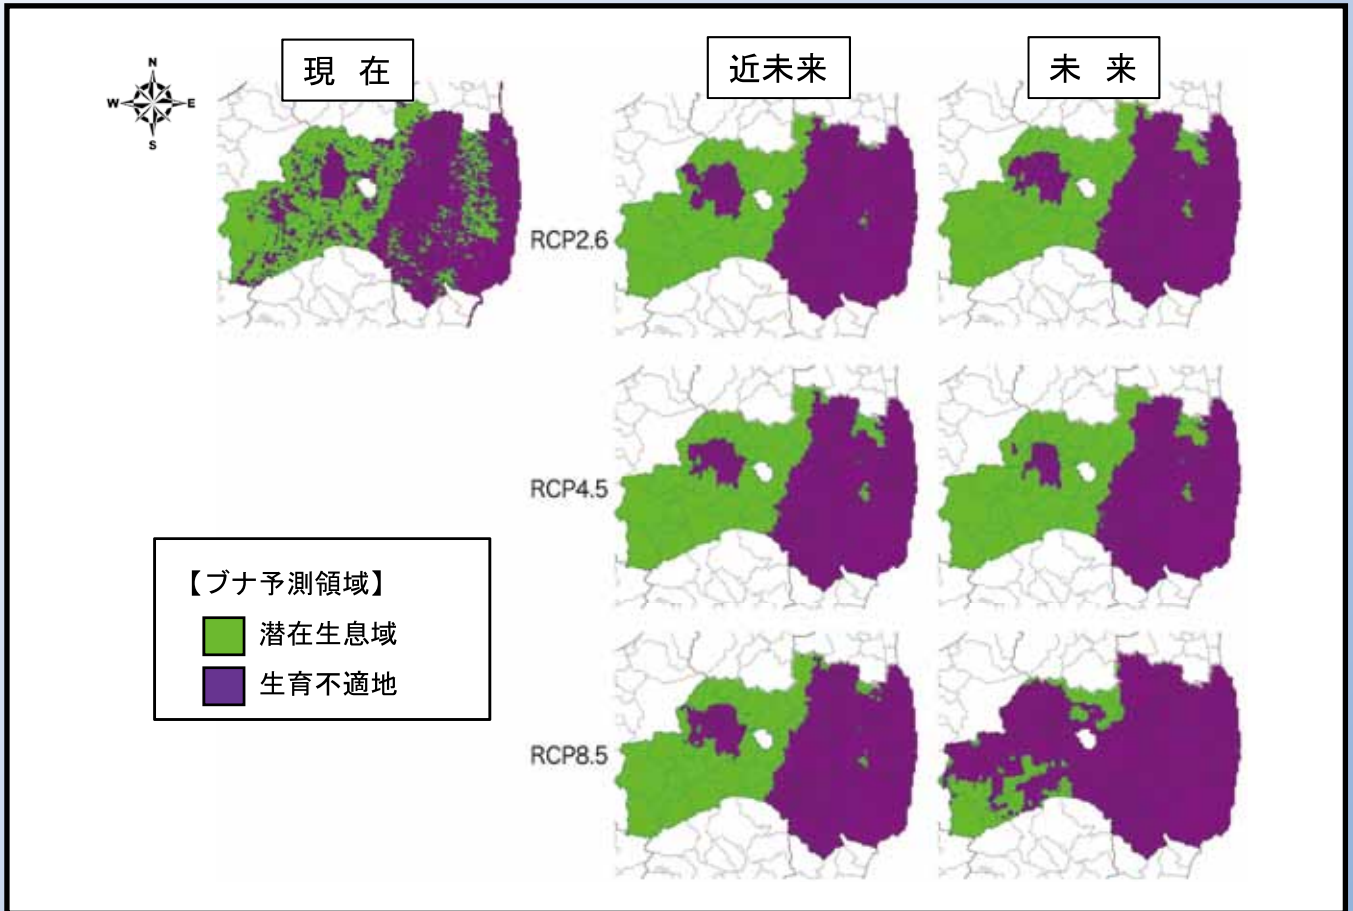 現 在
近未来
未 来
N
W E
S
RCP2.6
RCP4.5
RCP8.5
【ブナ予測領域】
潜在生息域
生育不適地